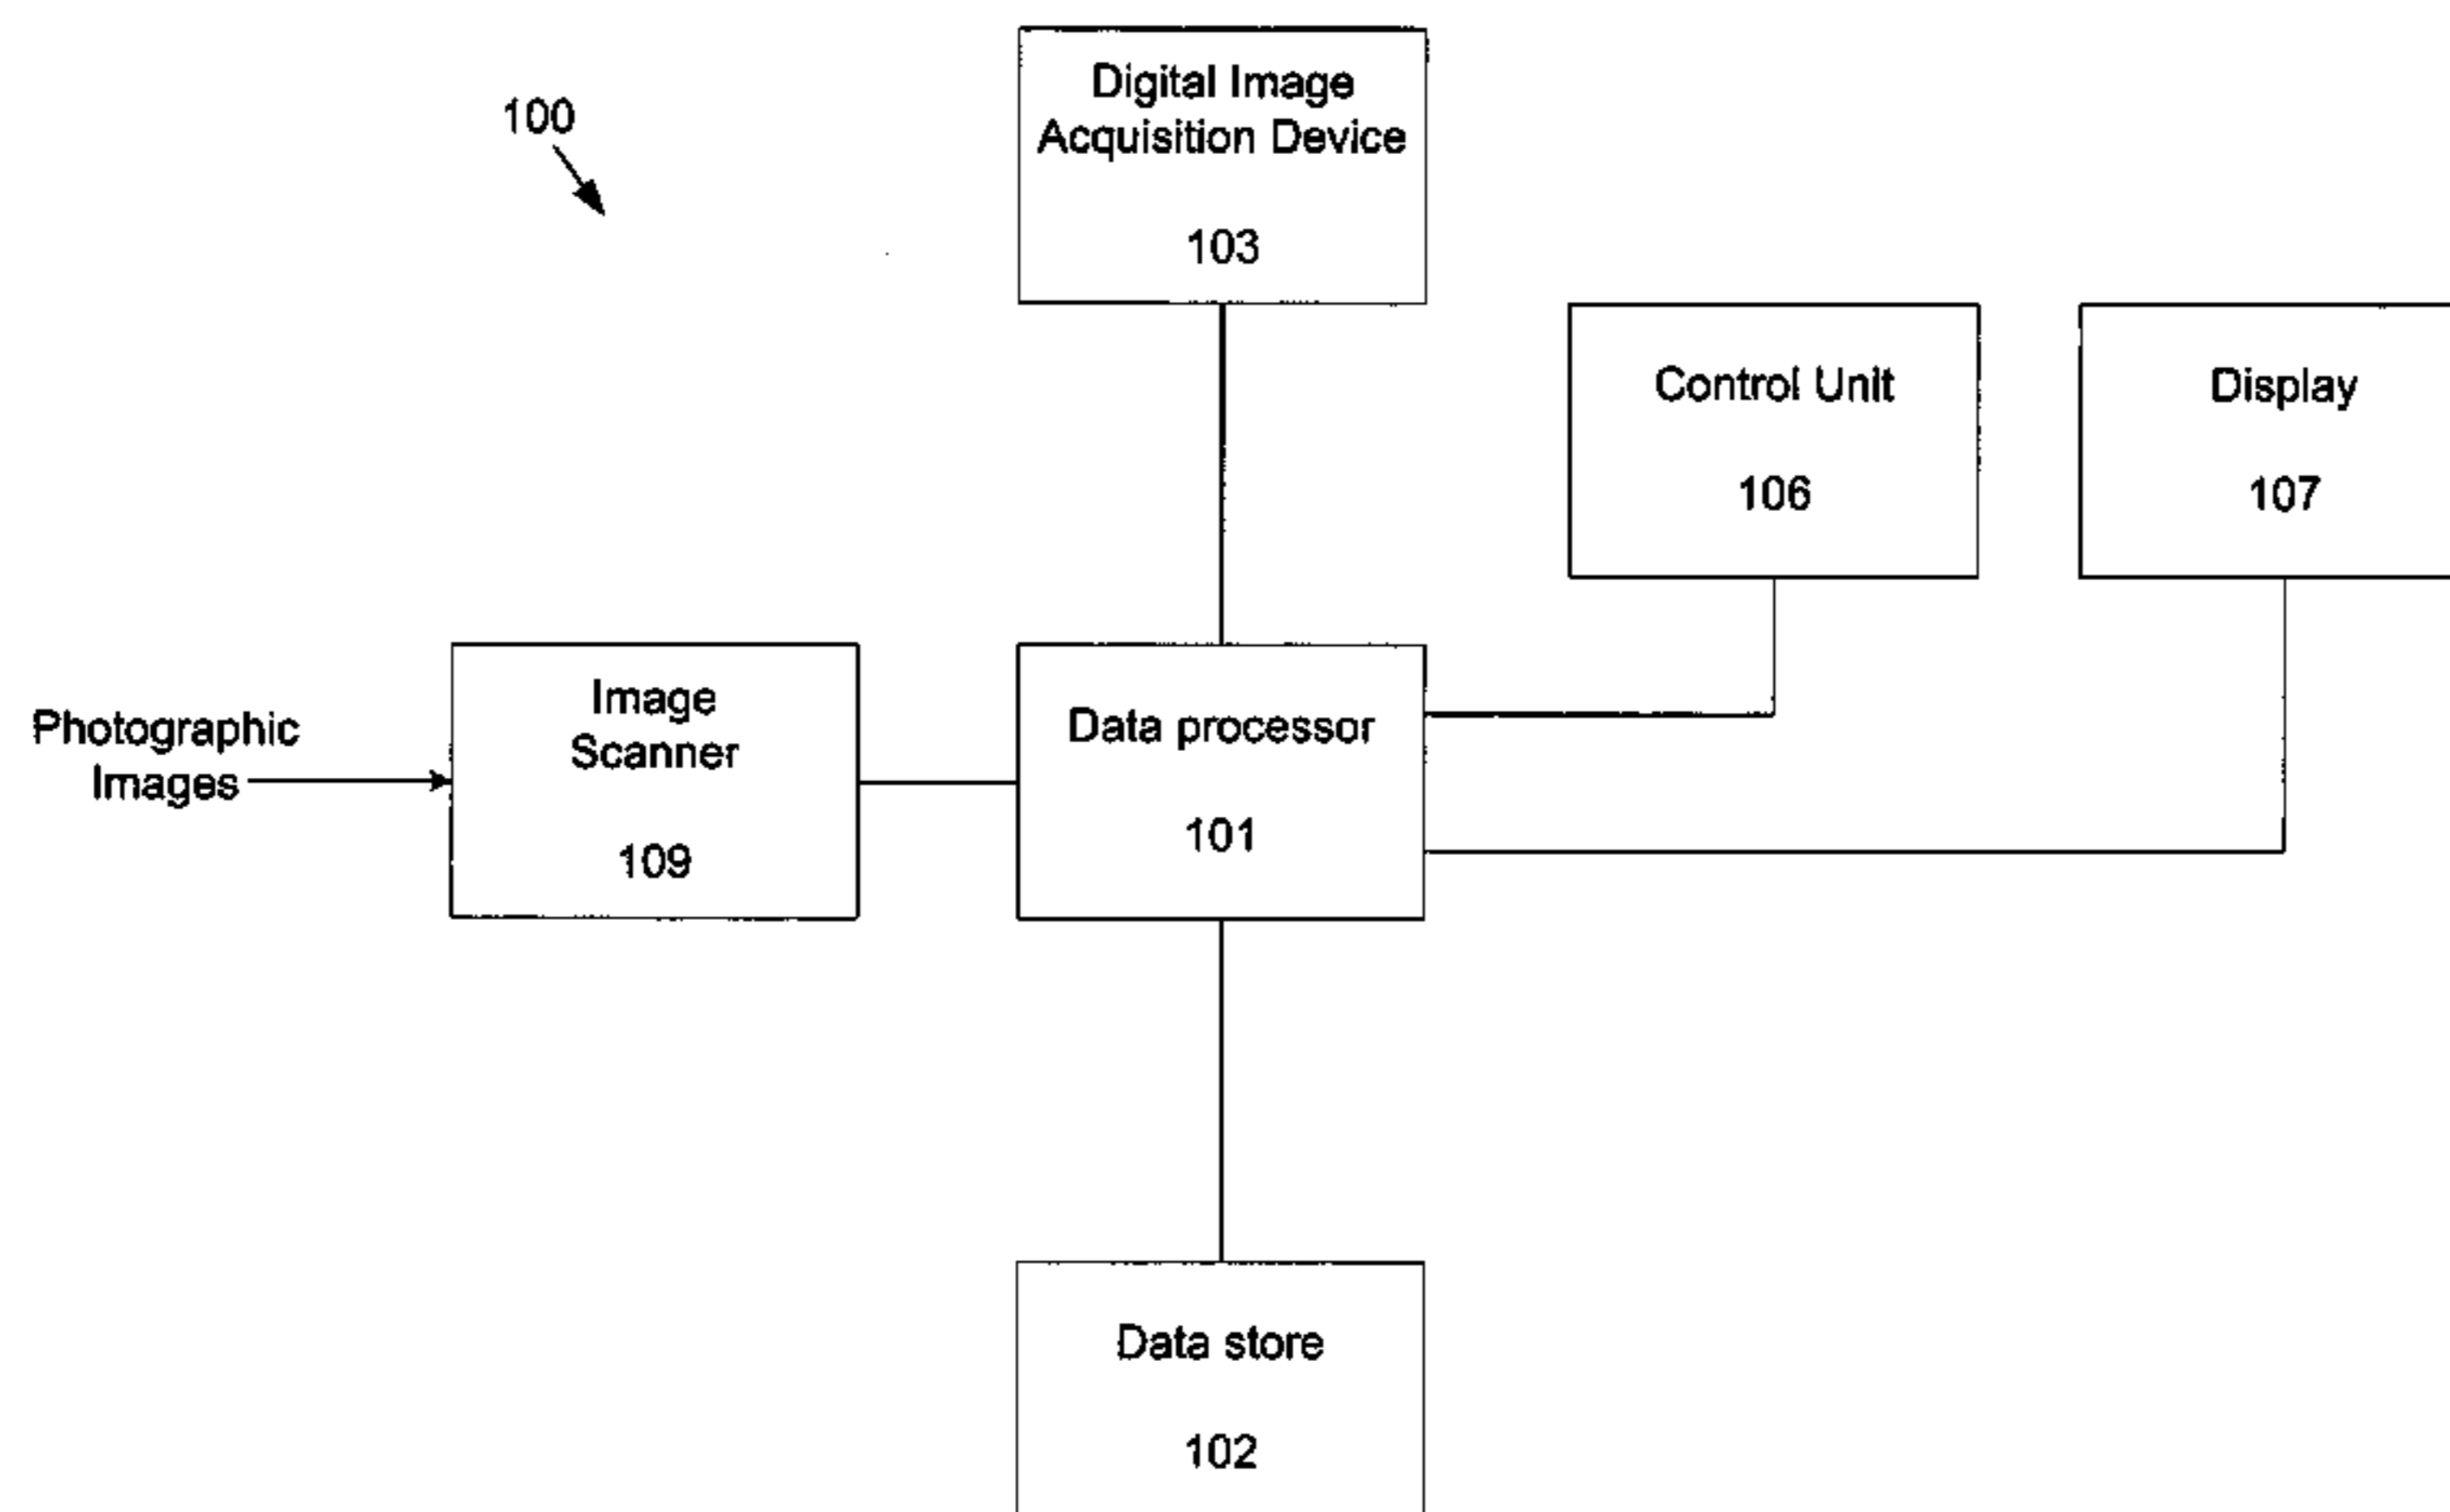 100
Digital Image
Acquisition Device
103
Control Unit
106
Display
107
Photographic
Images
Image
Scanner
109
Data processor
101
Data store
102